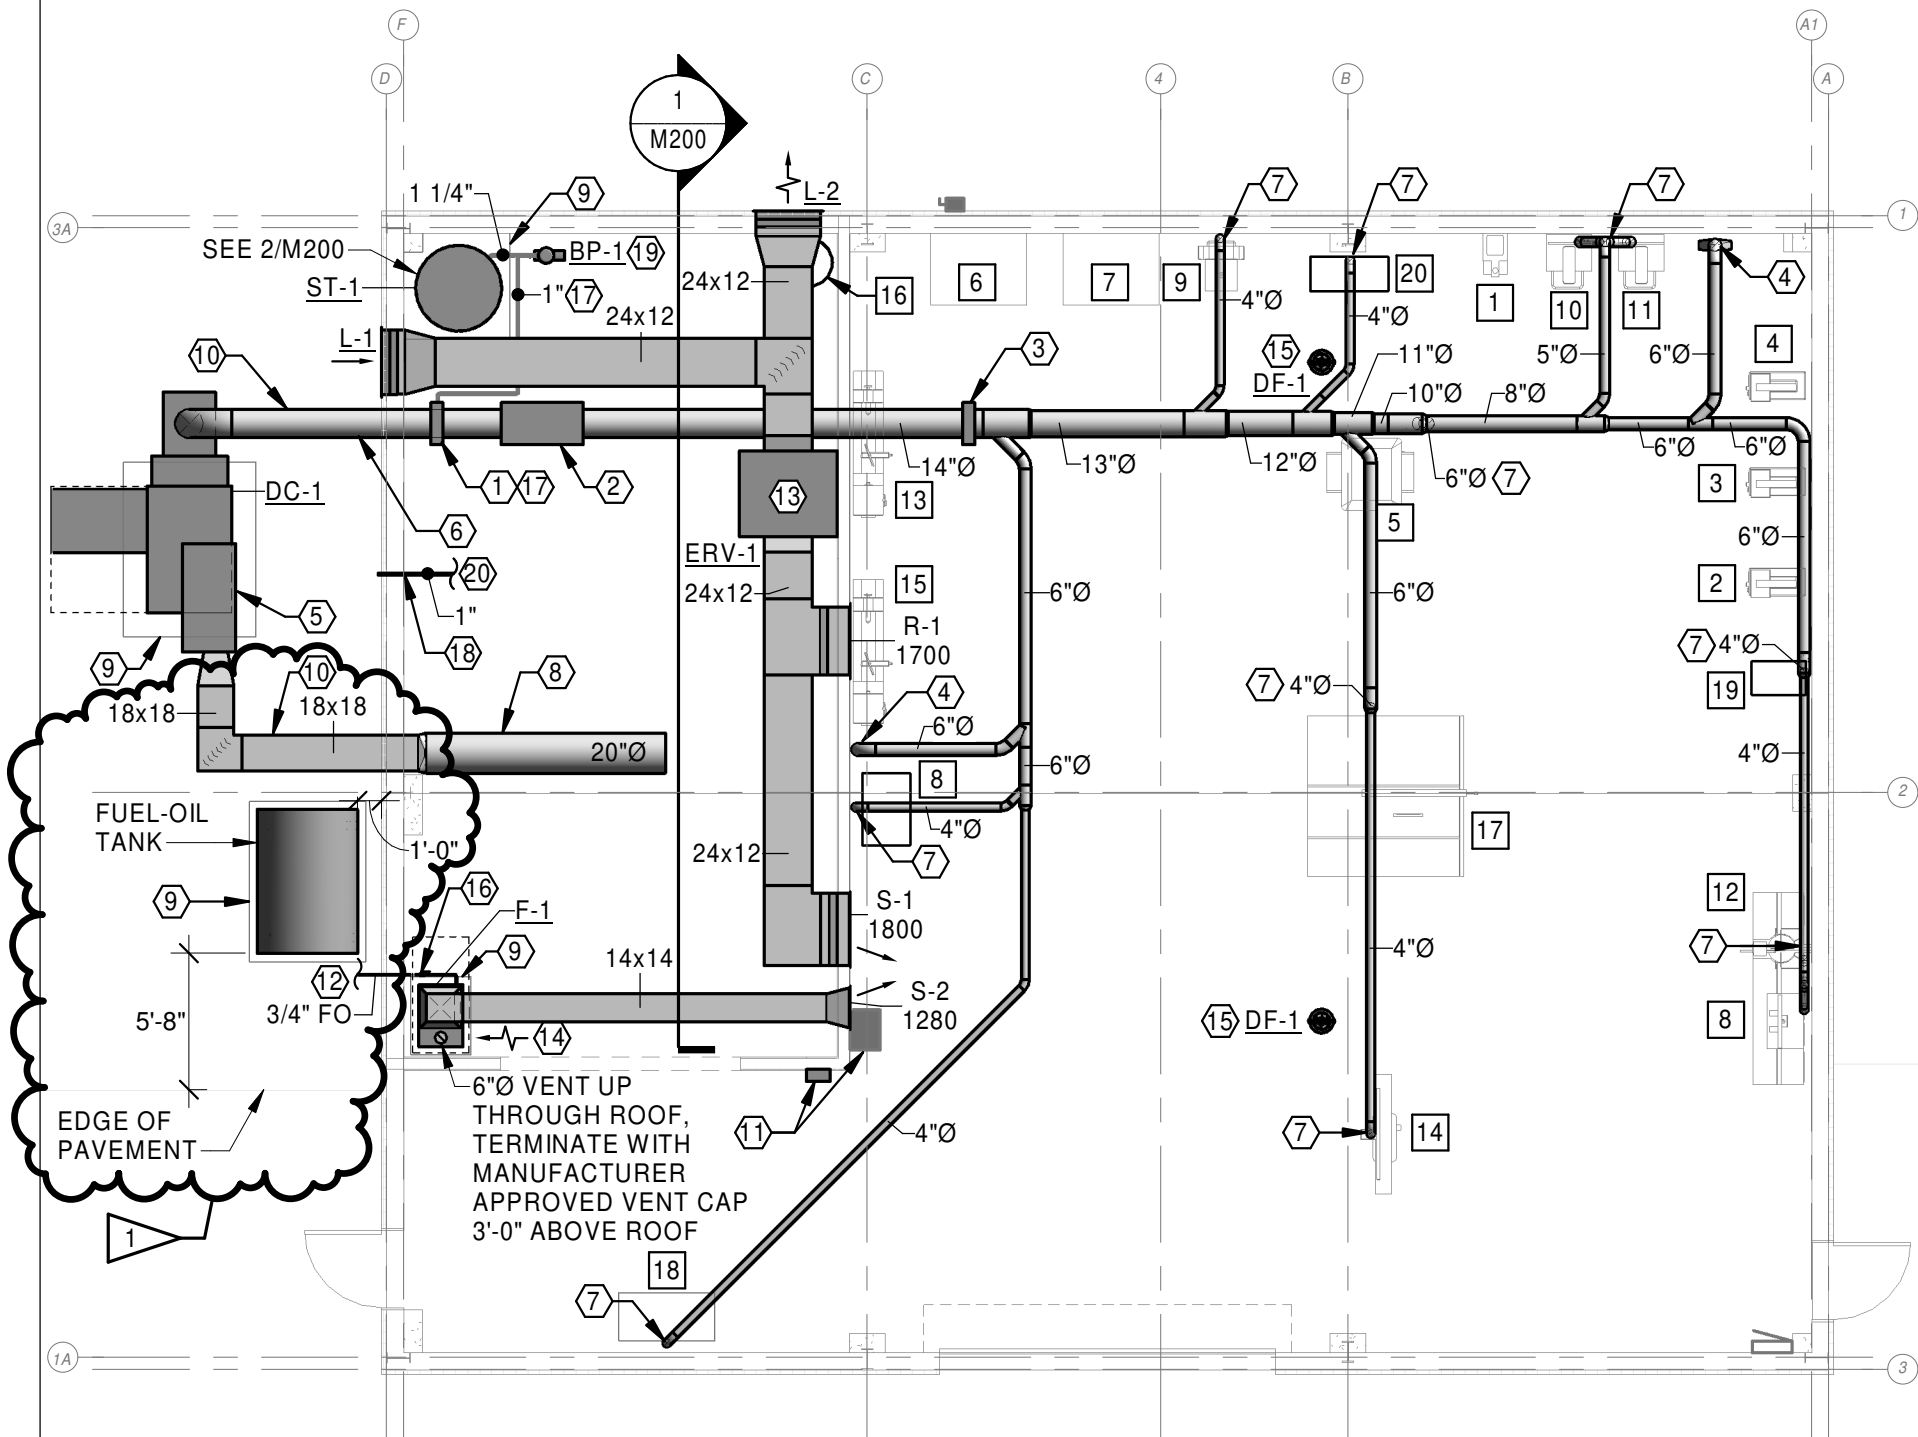 F
A1
D
C
4
B
A
1
M200
1 1/4"
9
L-2
7
7
7
3A
1
SEE 2/M200
BP-1
19
ST-1
1"
17
24x12
16
6
7
9
4"Ø
20
1
10
11
4
24x12
4"Ø
L-1
10
3
15
DF-1
11"Ø
5"Ø
6"Ø
4
10"Ø
8"Ø
14"Ø
13"Ø
12"Ø
6"Ø
7
6"Ø
6"Ø
DC-1
1
17
2
13
13
5
3
6
ERV-1
6"Ø
20
24x12
15
6"Ø
6"Ø
2
5
1"
18
R-1
1700
9
7
4"Ø
10
8
4
7
4"Ø
19
18x18
18x18
6"Ø
20"Ø
6"Ø
4"Ø
8
2
FUEL-OIL
TANK
4"Ø
17
1'-0"
24x12
7
16
12
9
F-1
S-1
1800
9
14x14
4"Ø
7
12
S-2
1280
3/4" FO
5'-8"
14
15
DF-1
8
6"Ø VENT UP
THROUGH ROOF,
TERMINATE WITH
MANUFACTURER
APPROVED VENT CAP
3'-0" ABOVE ROOF
EDGE OF
PAVEMENT
11
4"Ø
7
14
1
18
7
1A
3